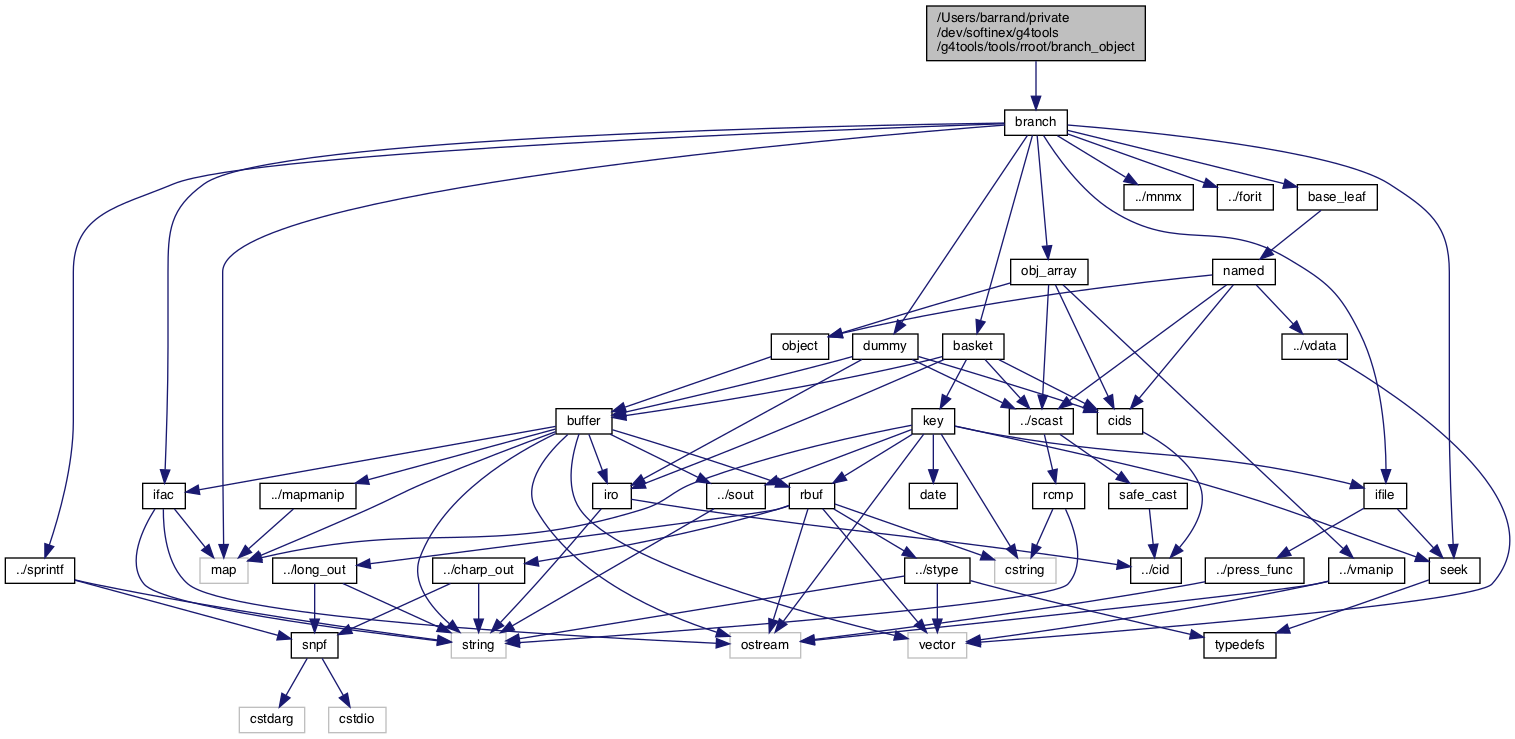 /Users/barrand/private
/dev/softinex/g4tools
/g4tools/tools/rroot/branch_object
branch
../mnmx
../forit
base_leaf
obj_array
named
object
dummy
basket
../vdata
buffer
key
../scast
cids
ifac
../mapmanip
iro
../sout
rbuf
date
rcmp
safe_cast
ifile
../sprintf
map
../long_out
../charp_out
../stype
cstring
../cid
../press_func
../vmanip
seek
snpf
string
ostream
vector
typedefs
cstdarg
cstdio